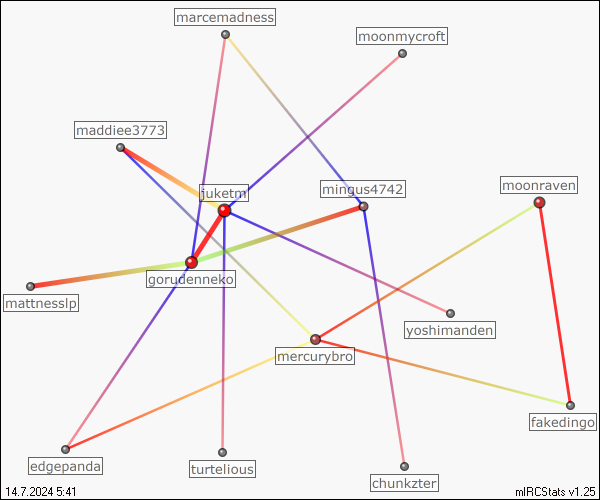 marcemadness
moonmycroft
maddiee3773
juketm
mingus4742
moonraven
gorudenneko
mattnesslp
yoshimanden
mercurybro
fakedingo
edgepanda
turtelious
chunkzter
14.7.2024 5:41
mIRCStats v1.25